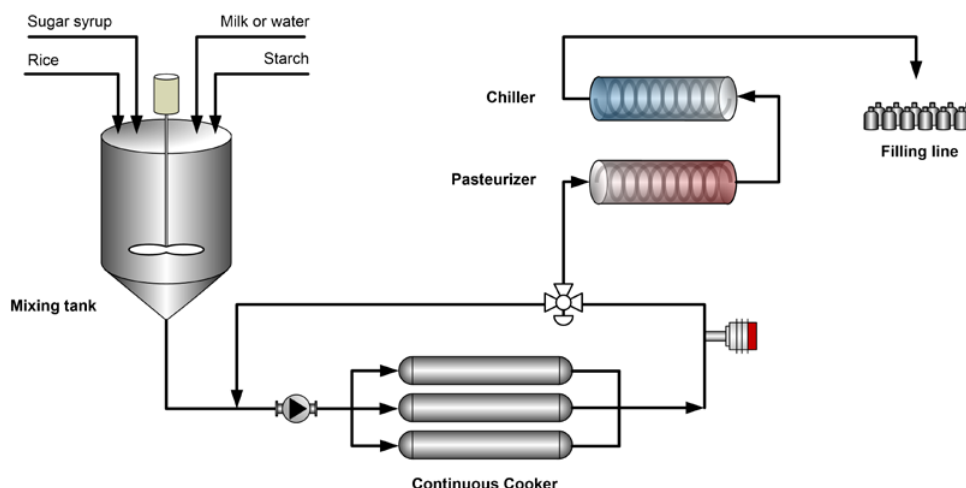 Sugar syrup
Milk or water
Rice
Starch
Chiller
Filling line
Pasteurizer
Mixing tank
Continuous Cooker